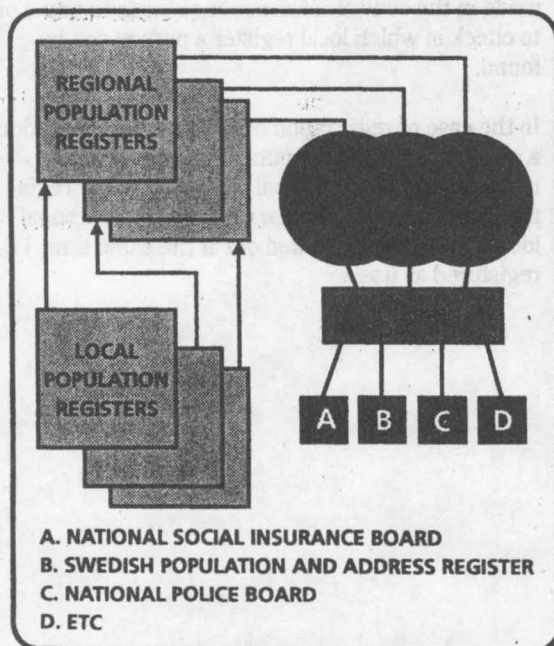 REGIONAL
POPULATION
REGISTERS
LOCAL
POPULATION
REGISTERS
A B C D
A. NATIONAL SOCIAL INSURANCE BOARD
B. SWEDISH POPULATION AND ADDRESS REGISTER
C. NATIONAL POLICE BOARD
D. ETC